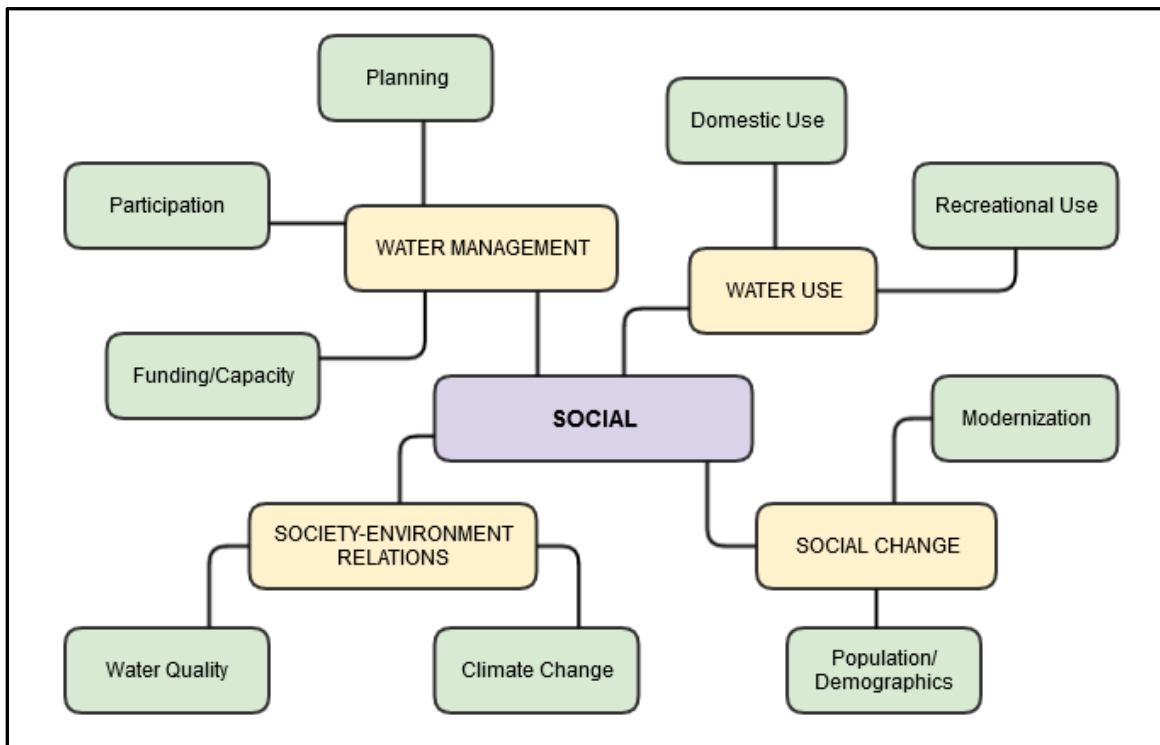 Planning
Domestic Use
Participation
Recreational Use
WATER MANAGEMENT
WATER USE
Funding/Capacity
SOCIAL
Modernization
SOCIETY-ENVIRONMENT
RELATIONS
SOCIAL CHANGE
Water Quality
Climate Change
Population/
Demographics